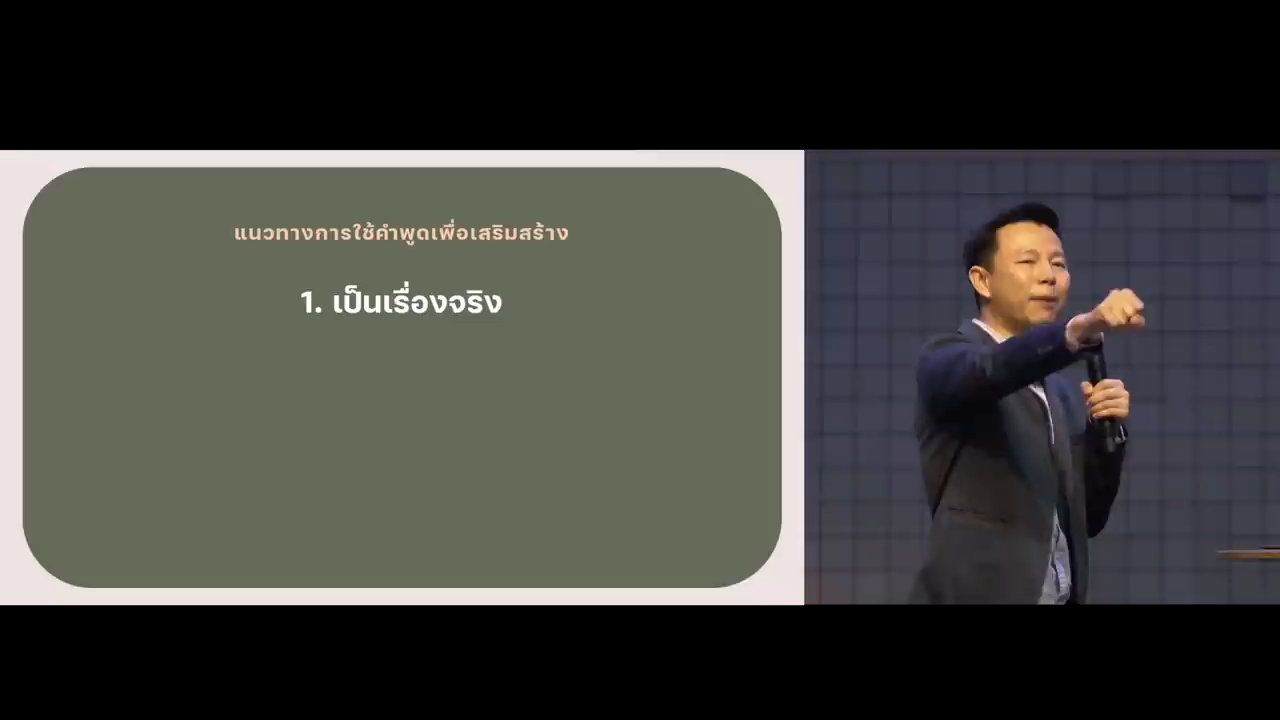 แนวทางการใช้คำพูดเพื่อเสริมสร้าง
1. เป็นเรื่องจริง